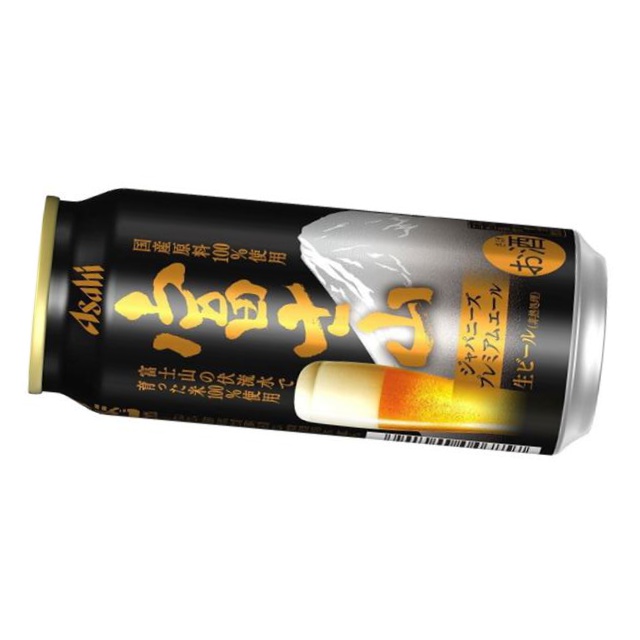 Asahi
国産原料100%使用
富士山
富士山の伏流水で
育った米100%使用
ジャパニーズ
プレミアムエール
生ビール(非熱処理)
お酒